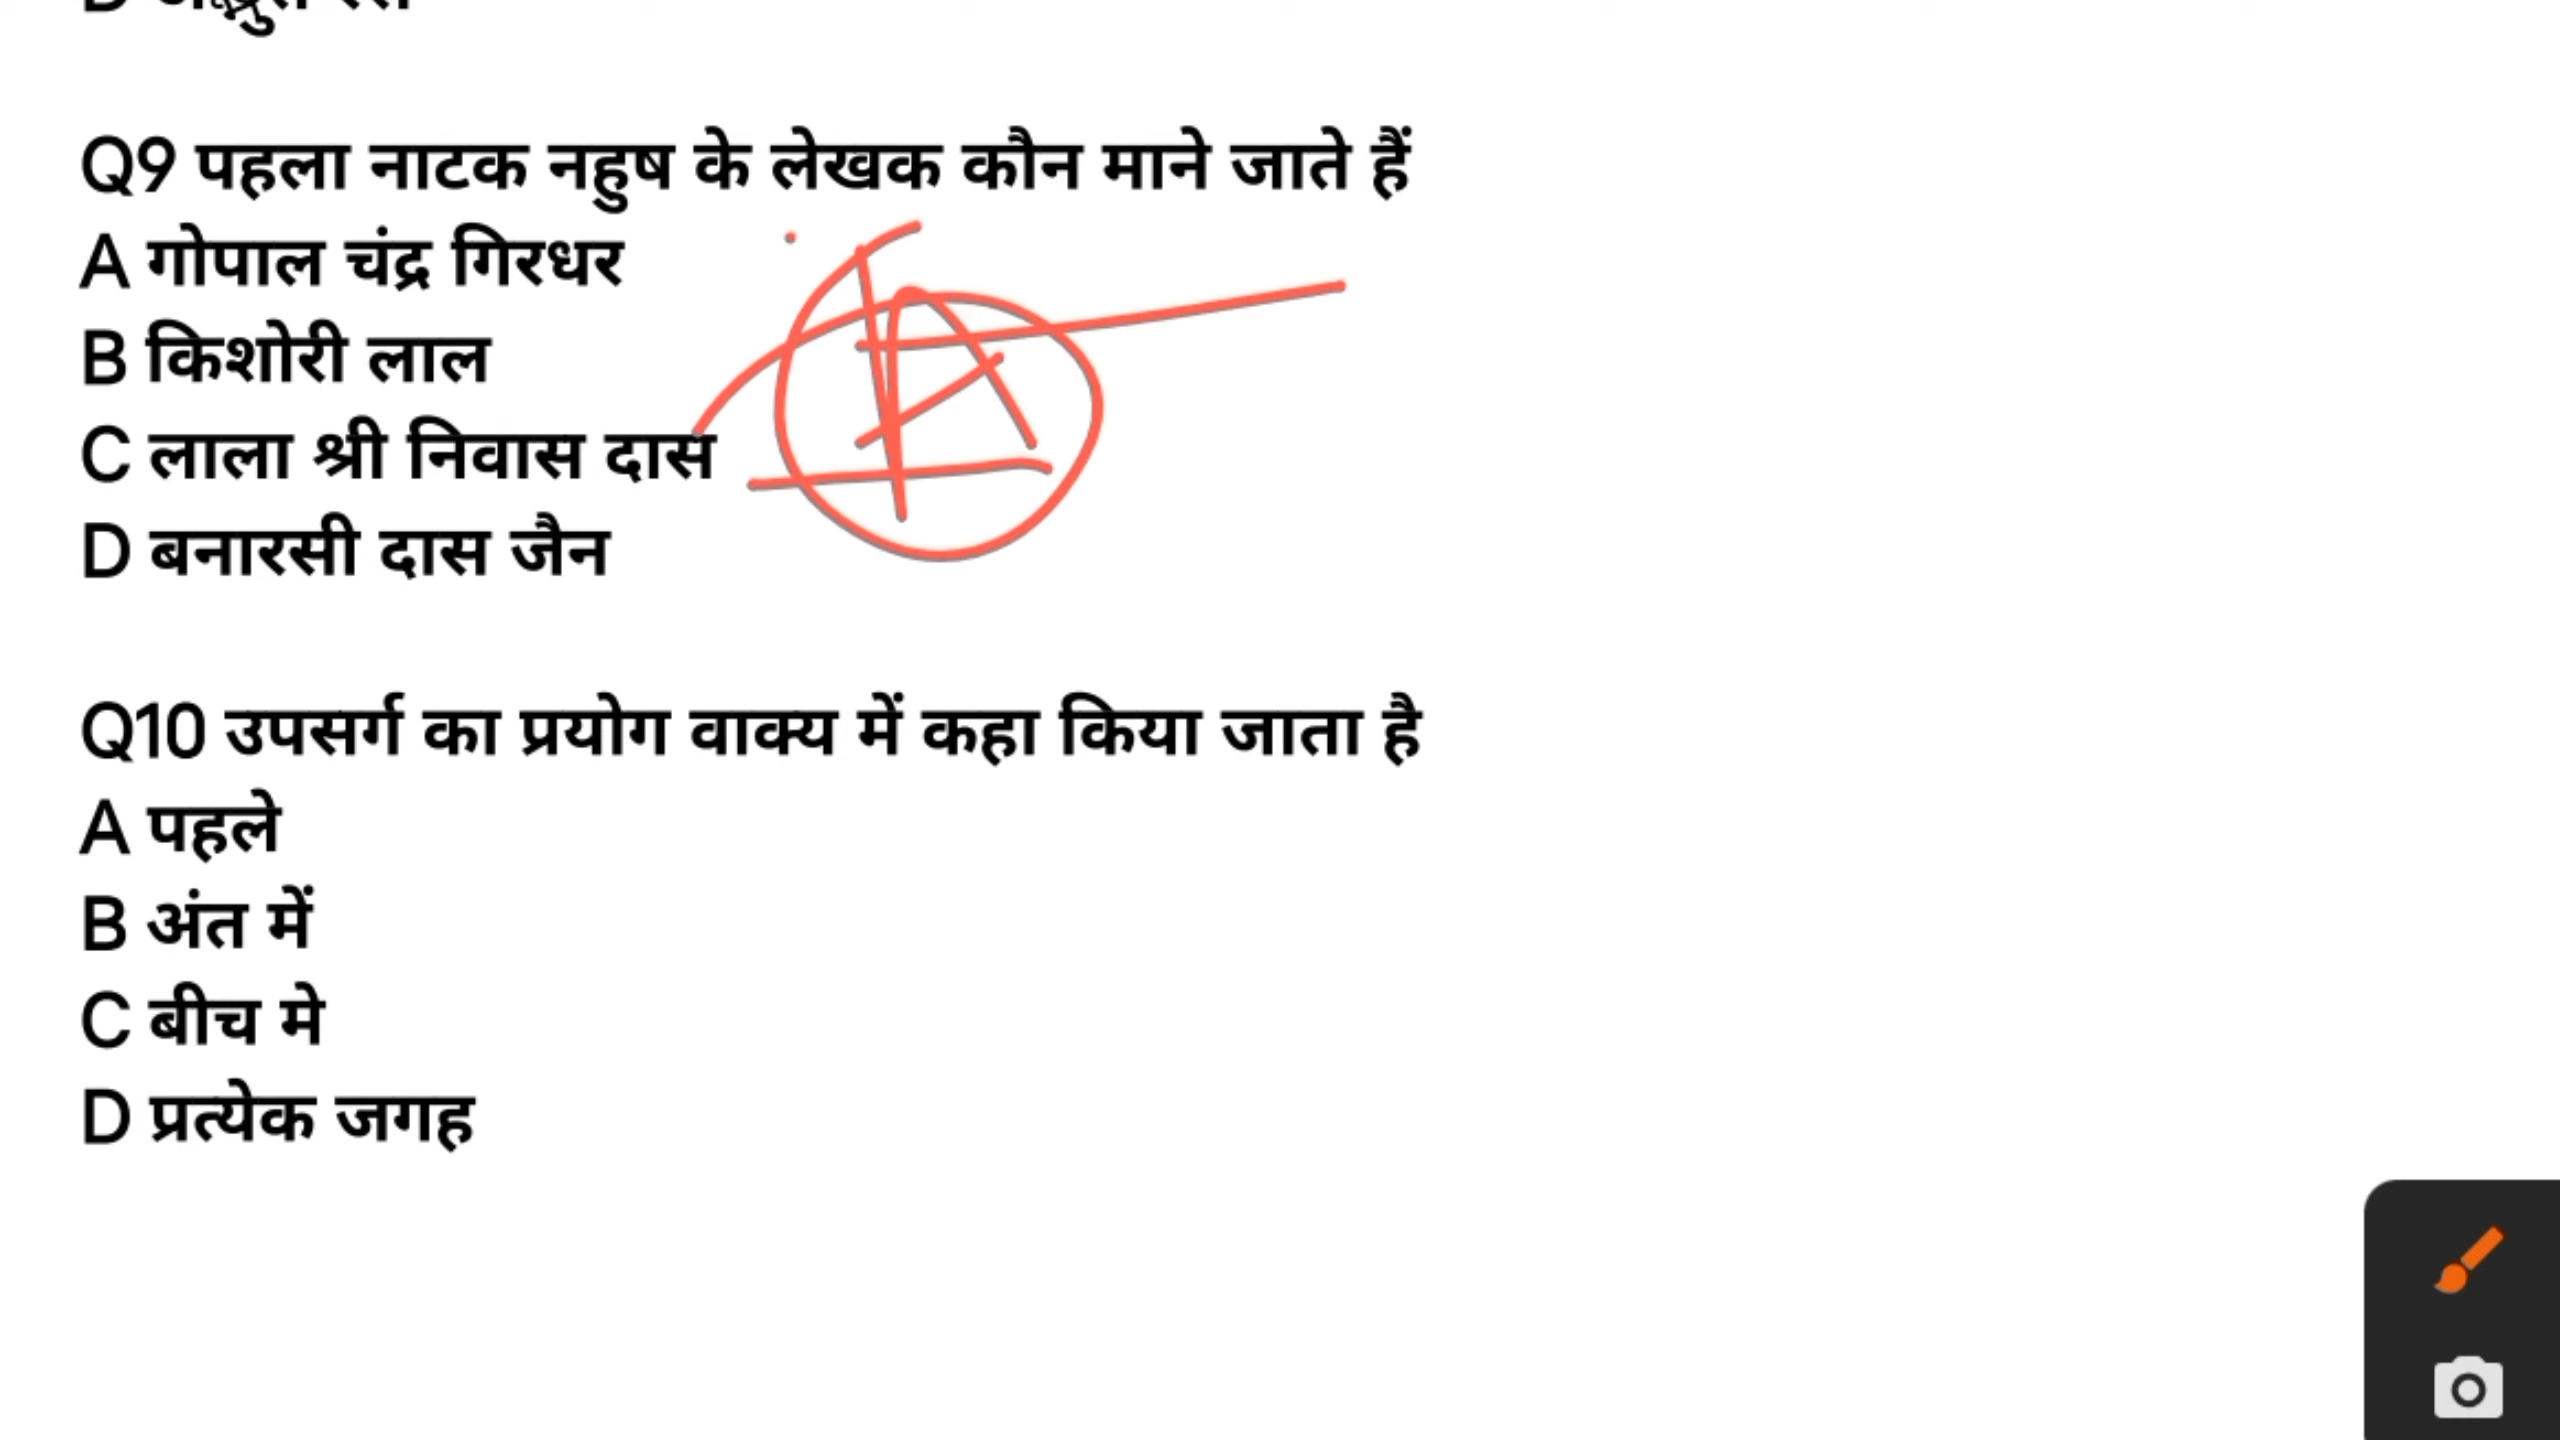 Q9 पहला नाटक नहुष के लेखक कौन माने जाते हैं
A गोपाल चंद्र गिरधर
B किशोरी लाल
C लाला श्री निवास दास
D बनारसी दास जैन
A
Q10 उपसर्ग का प्रयोग वाक्य में कहा किया जाता है
A पहले
B अंत में
C बीच मे
D प्रत्येक जगह